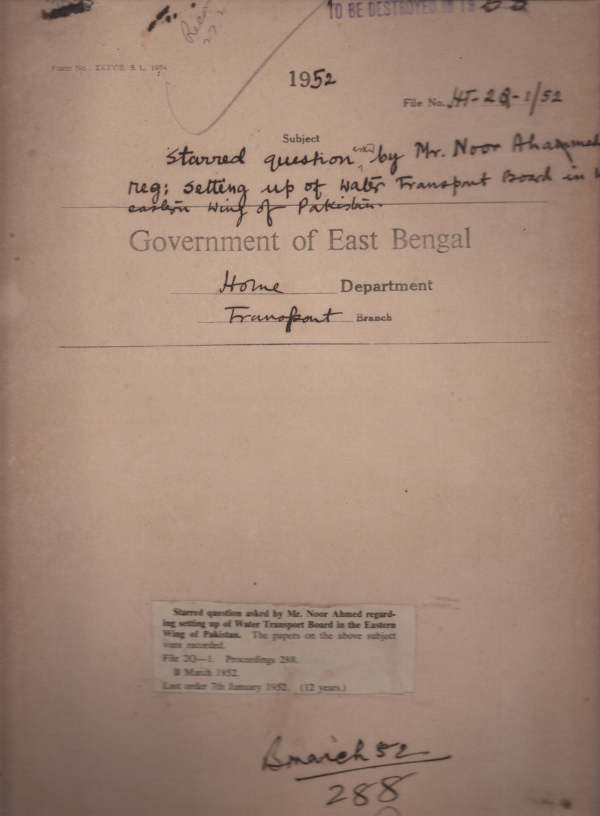 TO BE DESTROYED IN 19
Form No. XXXVIII, S. L.
1952
File No. HT-2Q-1/52
Subject
Starred question asked by Mr. Noor
reg: setting up of Water Transport Board in
eastern wing of Pakistan.
Government of East Bengal
Home Department
Transport Branch
Starred question asked by Mr. Noor Ahmed regard-
ing setting up of Water Transport Board in the Eastern
Wing of Pakistan. The papers on the above subject
were recorded.
File 2Q—1. Proceedings 288.
B March 1952.
Last order 7th January 1952. (12 years.)
B march 52
288